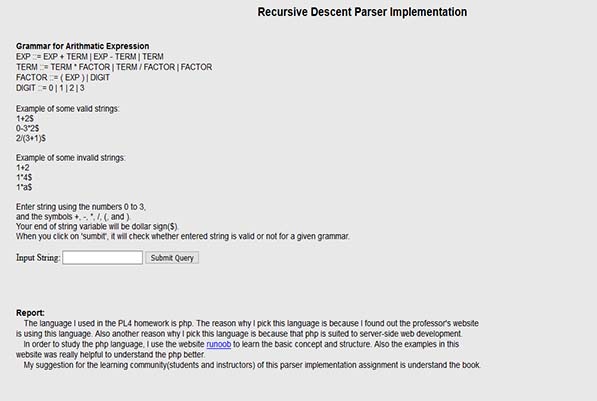 Recursive Descent Parser Implementation
Grammar for Arithmatic Expression
EXP ::= EXP + TERM | EXP - TERM | TERM
TERM ::= TERM * FACTOR | TERM / FACTOR | FACTOR
FACTOR ::= ( EXP ) | DIGIT
DIGIT ::= 0 | 1 | 2 | 3
Example of some valid strings:
1+2$
0-3*2$
2/(3+1)$
Example of some invalid strings:
1+2
1*4$
1*a$
Enter string using the numbers 0 to 3,
and the symbols +, -, *, /, (, and ).
Your end of string variable will be dollar sign($).
When you click on 'sumbit', it will check whether entered string is valid or not for a given grammar.
Input String: Submit Query
Report:
The language I used in the PL4 homework is php. The reason why I pick this language is because I found out the professor's website
is using this language. Also another reason why I pick this language is because that php is suited to server-side web development.
In order to study the php language, I use the website runoob to learn the basic concept and structure. Also the examples in this
website was really helpful to understand the php better.
My suggestion for the learning community(students and instructors) of this parser implementation assignment is understand the book.